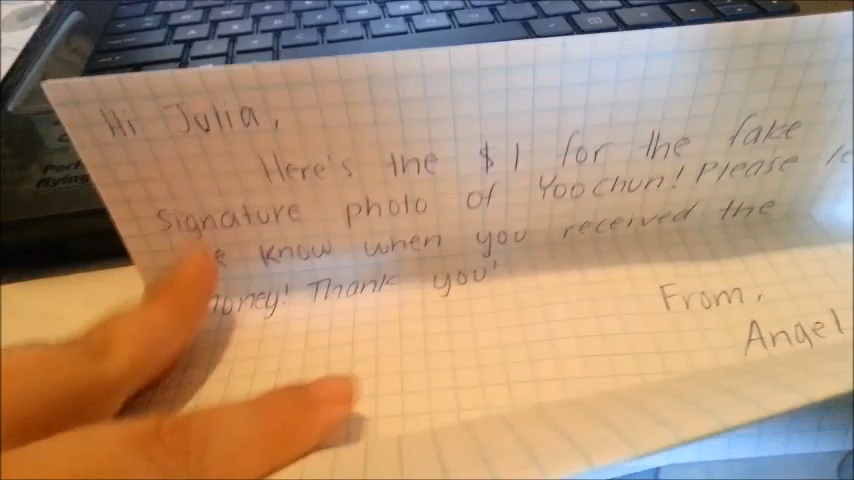 Hi Julia,
Here's the $1 for the fake
signature photo of Yoochun! Please
know when you received the
money! Thank you!
From,
Angel